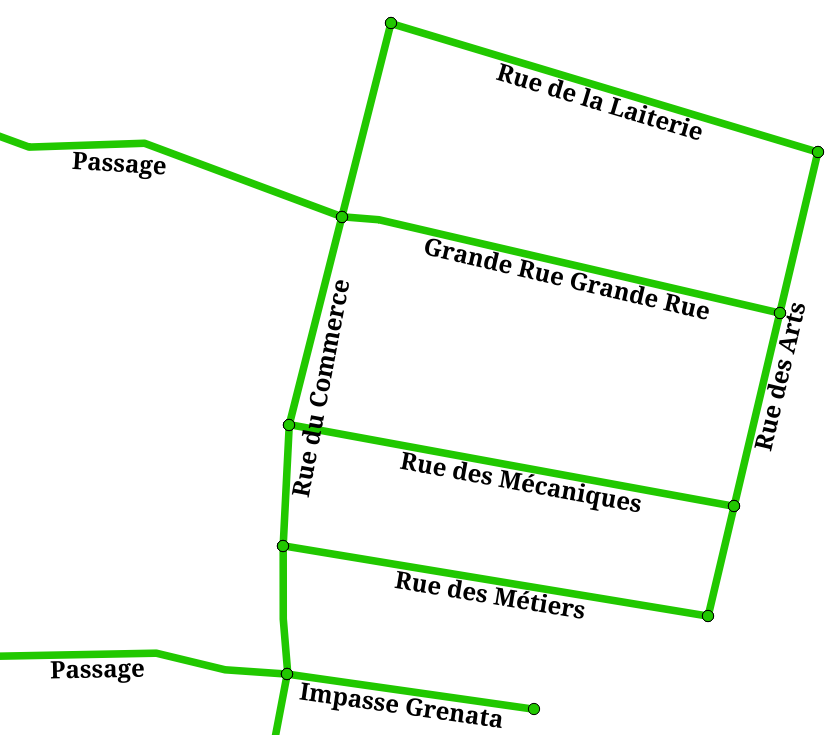 Rue de la Laiterie
Passage
Grande Rue Grande Rue
Rue du Commerce
Rue des Arts
Rue des Mécaniques
Rue des Métiers
Passage
Impasse Grenata